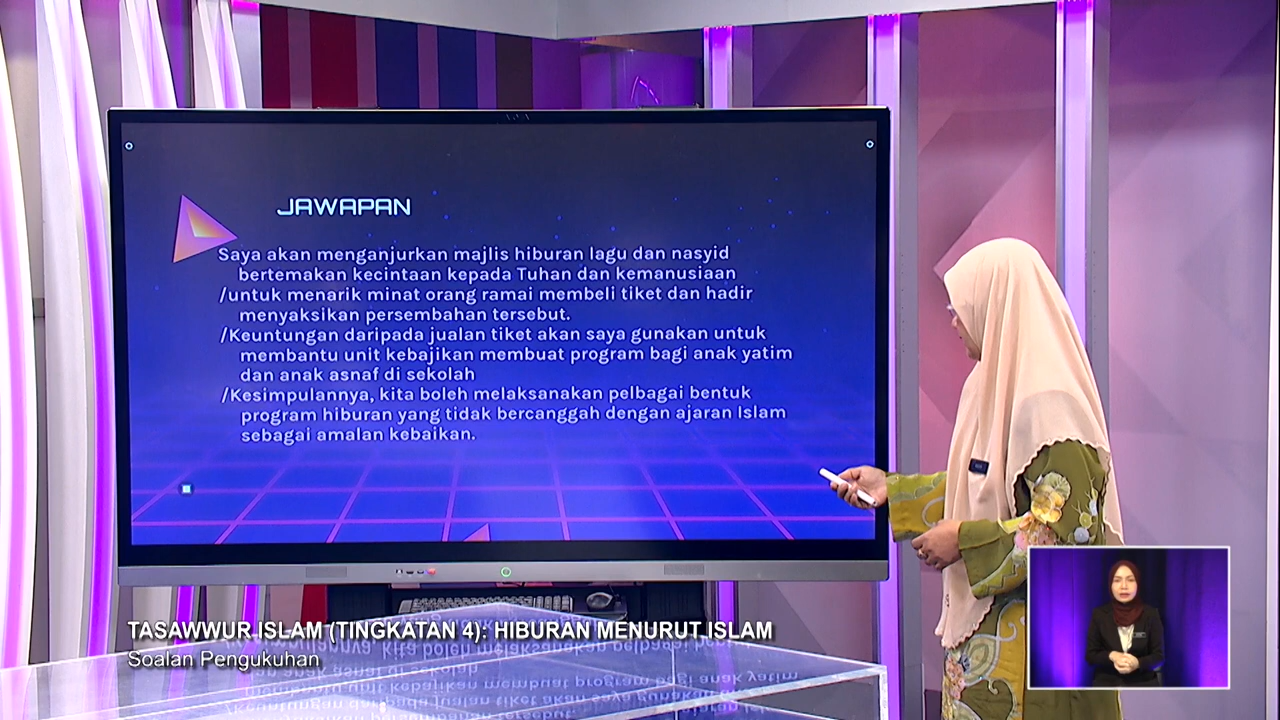 JAWAPAN
Saya akan menganjurkan majlis hiburan lagu dan nasyid
bertemakan kecintaan kepada Tuhan dan kemanusiaan
/untuk menarik minat orang ramai membeli tiket dan hadir
menyaksikan persembahan tersebut.
/Keuntungan daripada jualan tiket akan saya gunakan untuk
membantu unit kebajikan membuat program bagi anak yatim
dan anak asnaf di sekolah
/Kesimpulannya, kita boleh melaksanakan pelbagai bentuk
program hiburan yang tidak bercanggah dengan ajaran Islam
sebagai amalan kebaikan.
TASAWWUR ISLAM (TINGKATAN 4): HIBURAN MENURUT ISLAM
Soalan Pengukuhan